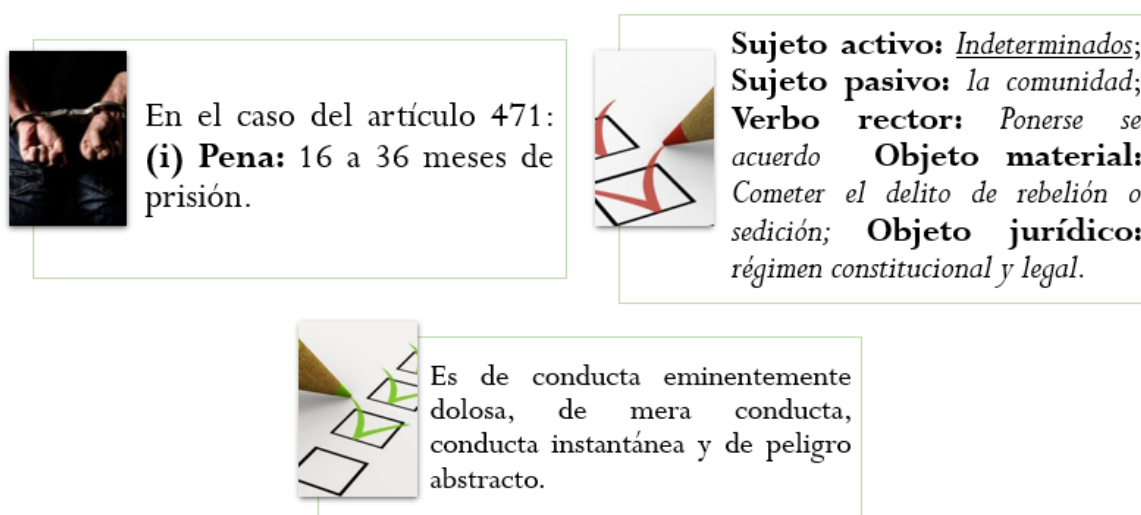 En el caso del artículo 471:
(i) Pena: 16 a 36 meses de
prisión.
Sujeto activo: Indeterminados;
Sujeto pasivo: la comunidad;
Verbo rector: Ponerse se
acuerdo Objeto material:
Cometer el delito de rebelión o
sedición; Objeto jurídico:
régimen constitucional y legal.
Es de conducta eminentemente
dolosa, de mera conducta,
conducta instantánea y de peligro
abstracto.